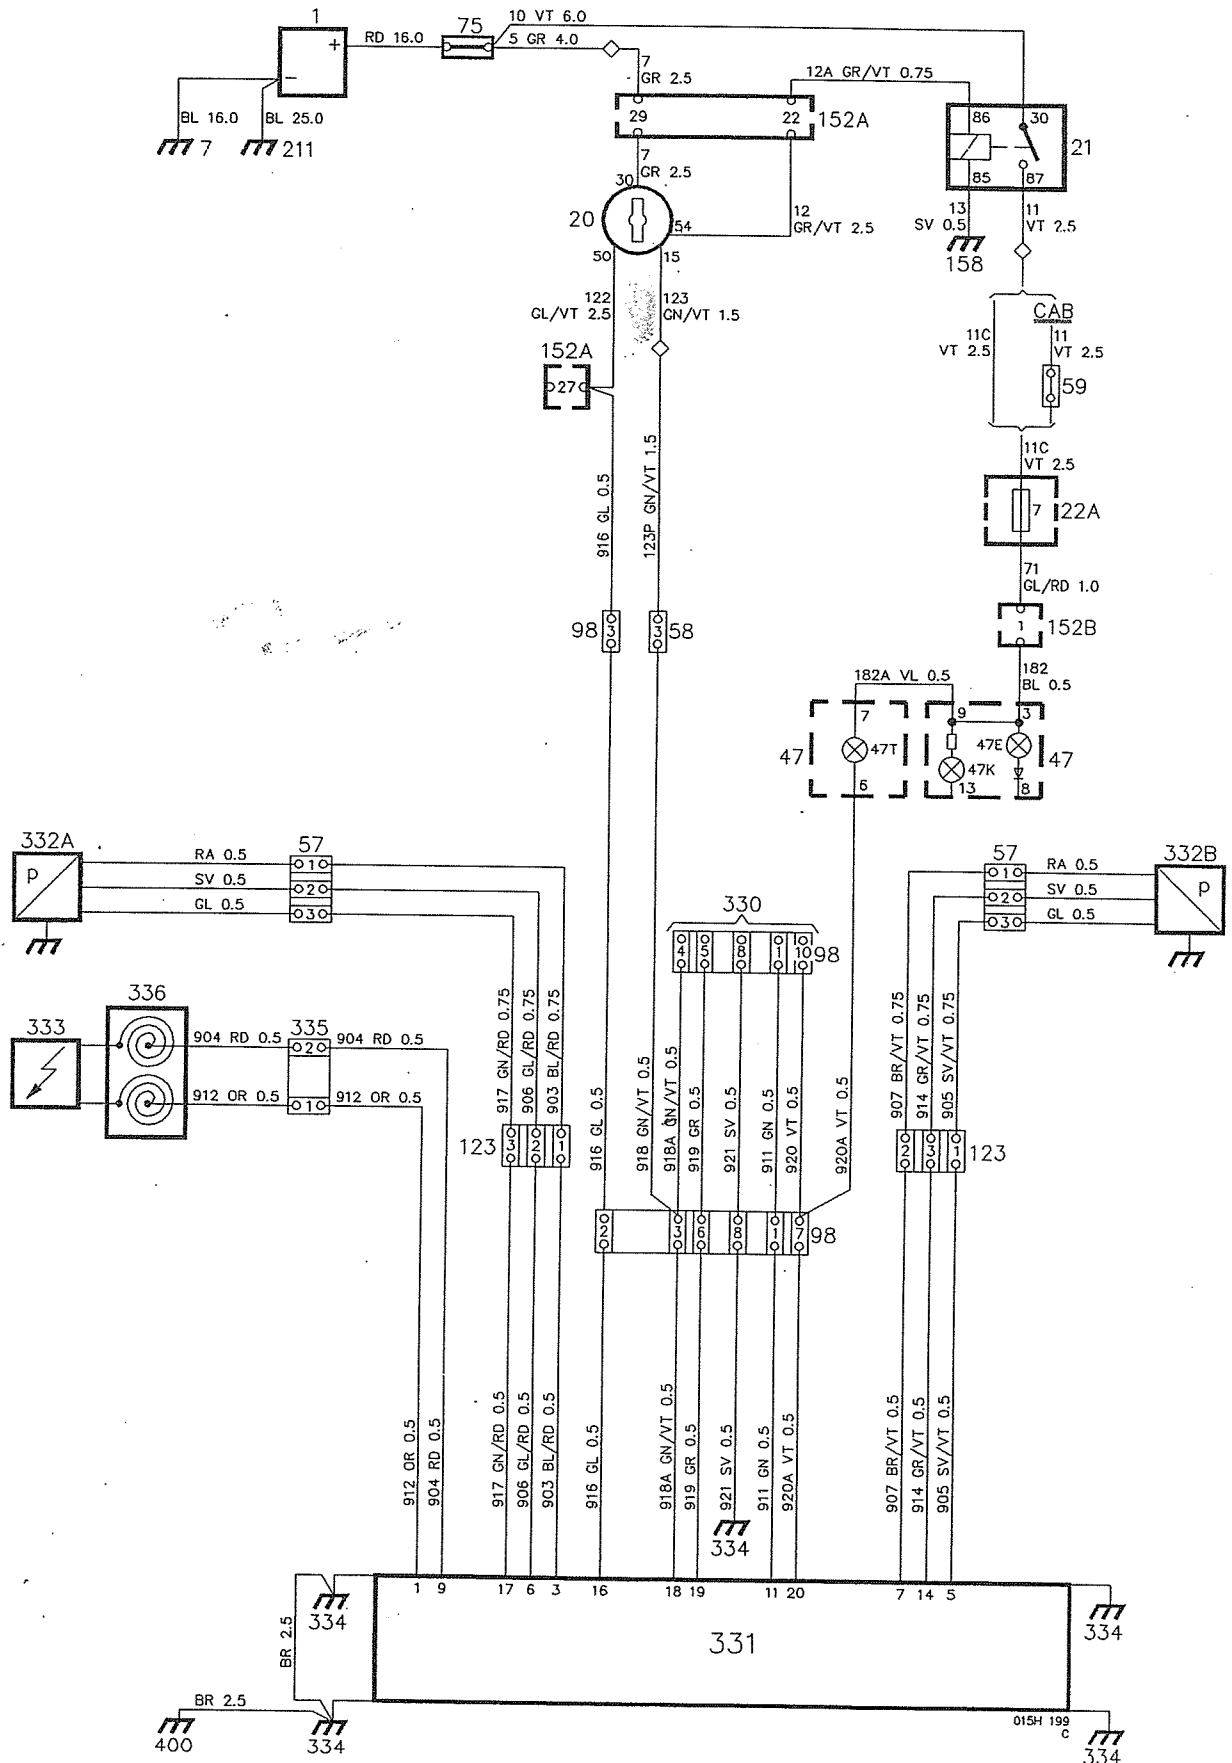 1
75
10 VT 6.0
RD 16.0
5 GR 4.0
+
−
7
GR 2.5
12A GR/VT 0.75
BL 16.0
BL 25.0
7
211
29
22
152A
86
30
21
85
87
7
GR 2.5
30
20
54
12
GR/VT 2.5
13
SV 0.5
11
VT 2.5
158
50
15
122
GL/VT 2.5
123
GN/VT 1.5
CAB
11C
VT 2.5
11
VT 2.5
152A
27
59
11C
VT 2.5
916 GL 0.5
123P GN/VT 1.5
7
22A
71
GL/RD 1.0
98
3
3
58
1
152B
182A VL 0.5
182
BL 0.5
7
9
3
47
47T
47E
47
47K
6
13
8
332A
57
57
332B
p
RA 0.5
1
1
RA 0.5
p
SV 0.5
2
2
SV 0.5
GL 0.5
3
3
GL 0.5
330
4
5
8
1
10
98
336
333
904 RD 0.5
335
2
904 RD 0.5
912 OR 0.5
1
912 OR 0.5
917 GN/RD 0.75
906 GL/RD 0.75
903 BL/RD 0.75
916 GL 0.5
918 GN/VT 0.5
918A GN/VT 0.5
919 GR 0.5
921 SV 0.5
911 GN 0.5
920 VT 0.5
920A VT 0.5
907 BR/VT 0.75
914 GR/VT 0.75
905 SV/VT 0.75
123
3
2
1
2
3
1
123
2
3
6
8
1
7
98
912 OR 0.5
904 RD 0.5
917 GN/RD 0.5
906 GL/RD 0.5
903 BL/RD 0.5
916 GL 0.5
918A GN/VT 0.5
919 GR 0.5
921 SV 0.5
911 GN 0.5
920A VT 0.5
907 BR/VT 0.5
914 GR/VT 0.5
905 SV/VT 0.5
334
1
9
17
6
3
16
18
19
11
20
7
14
5
334
334
BR 2.5
331
BR 2.5
400
334
015H 199
C
334